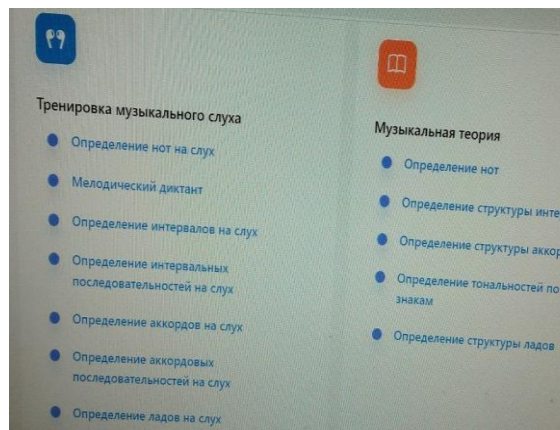 Тренировка музыкального слуха
Определение нот на слух
Мелодический диктант
Определение интервалов на слух
Определение интервальных
последовательностей на слух
Определение аккордов на слух
Определение аккордовых
последовательностей на слух
Определение ладов на слух
Музыкальная теория
Определение нот
Определение структуры
Определение структуры
Определение тональностей по
знакам
Определение структуры ладов